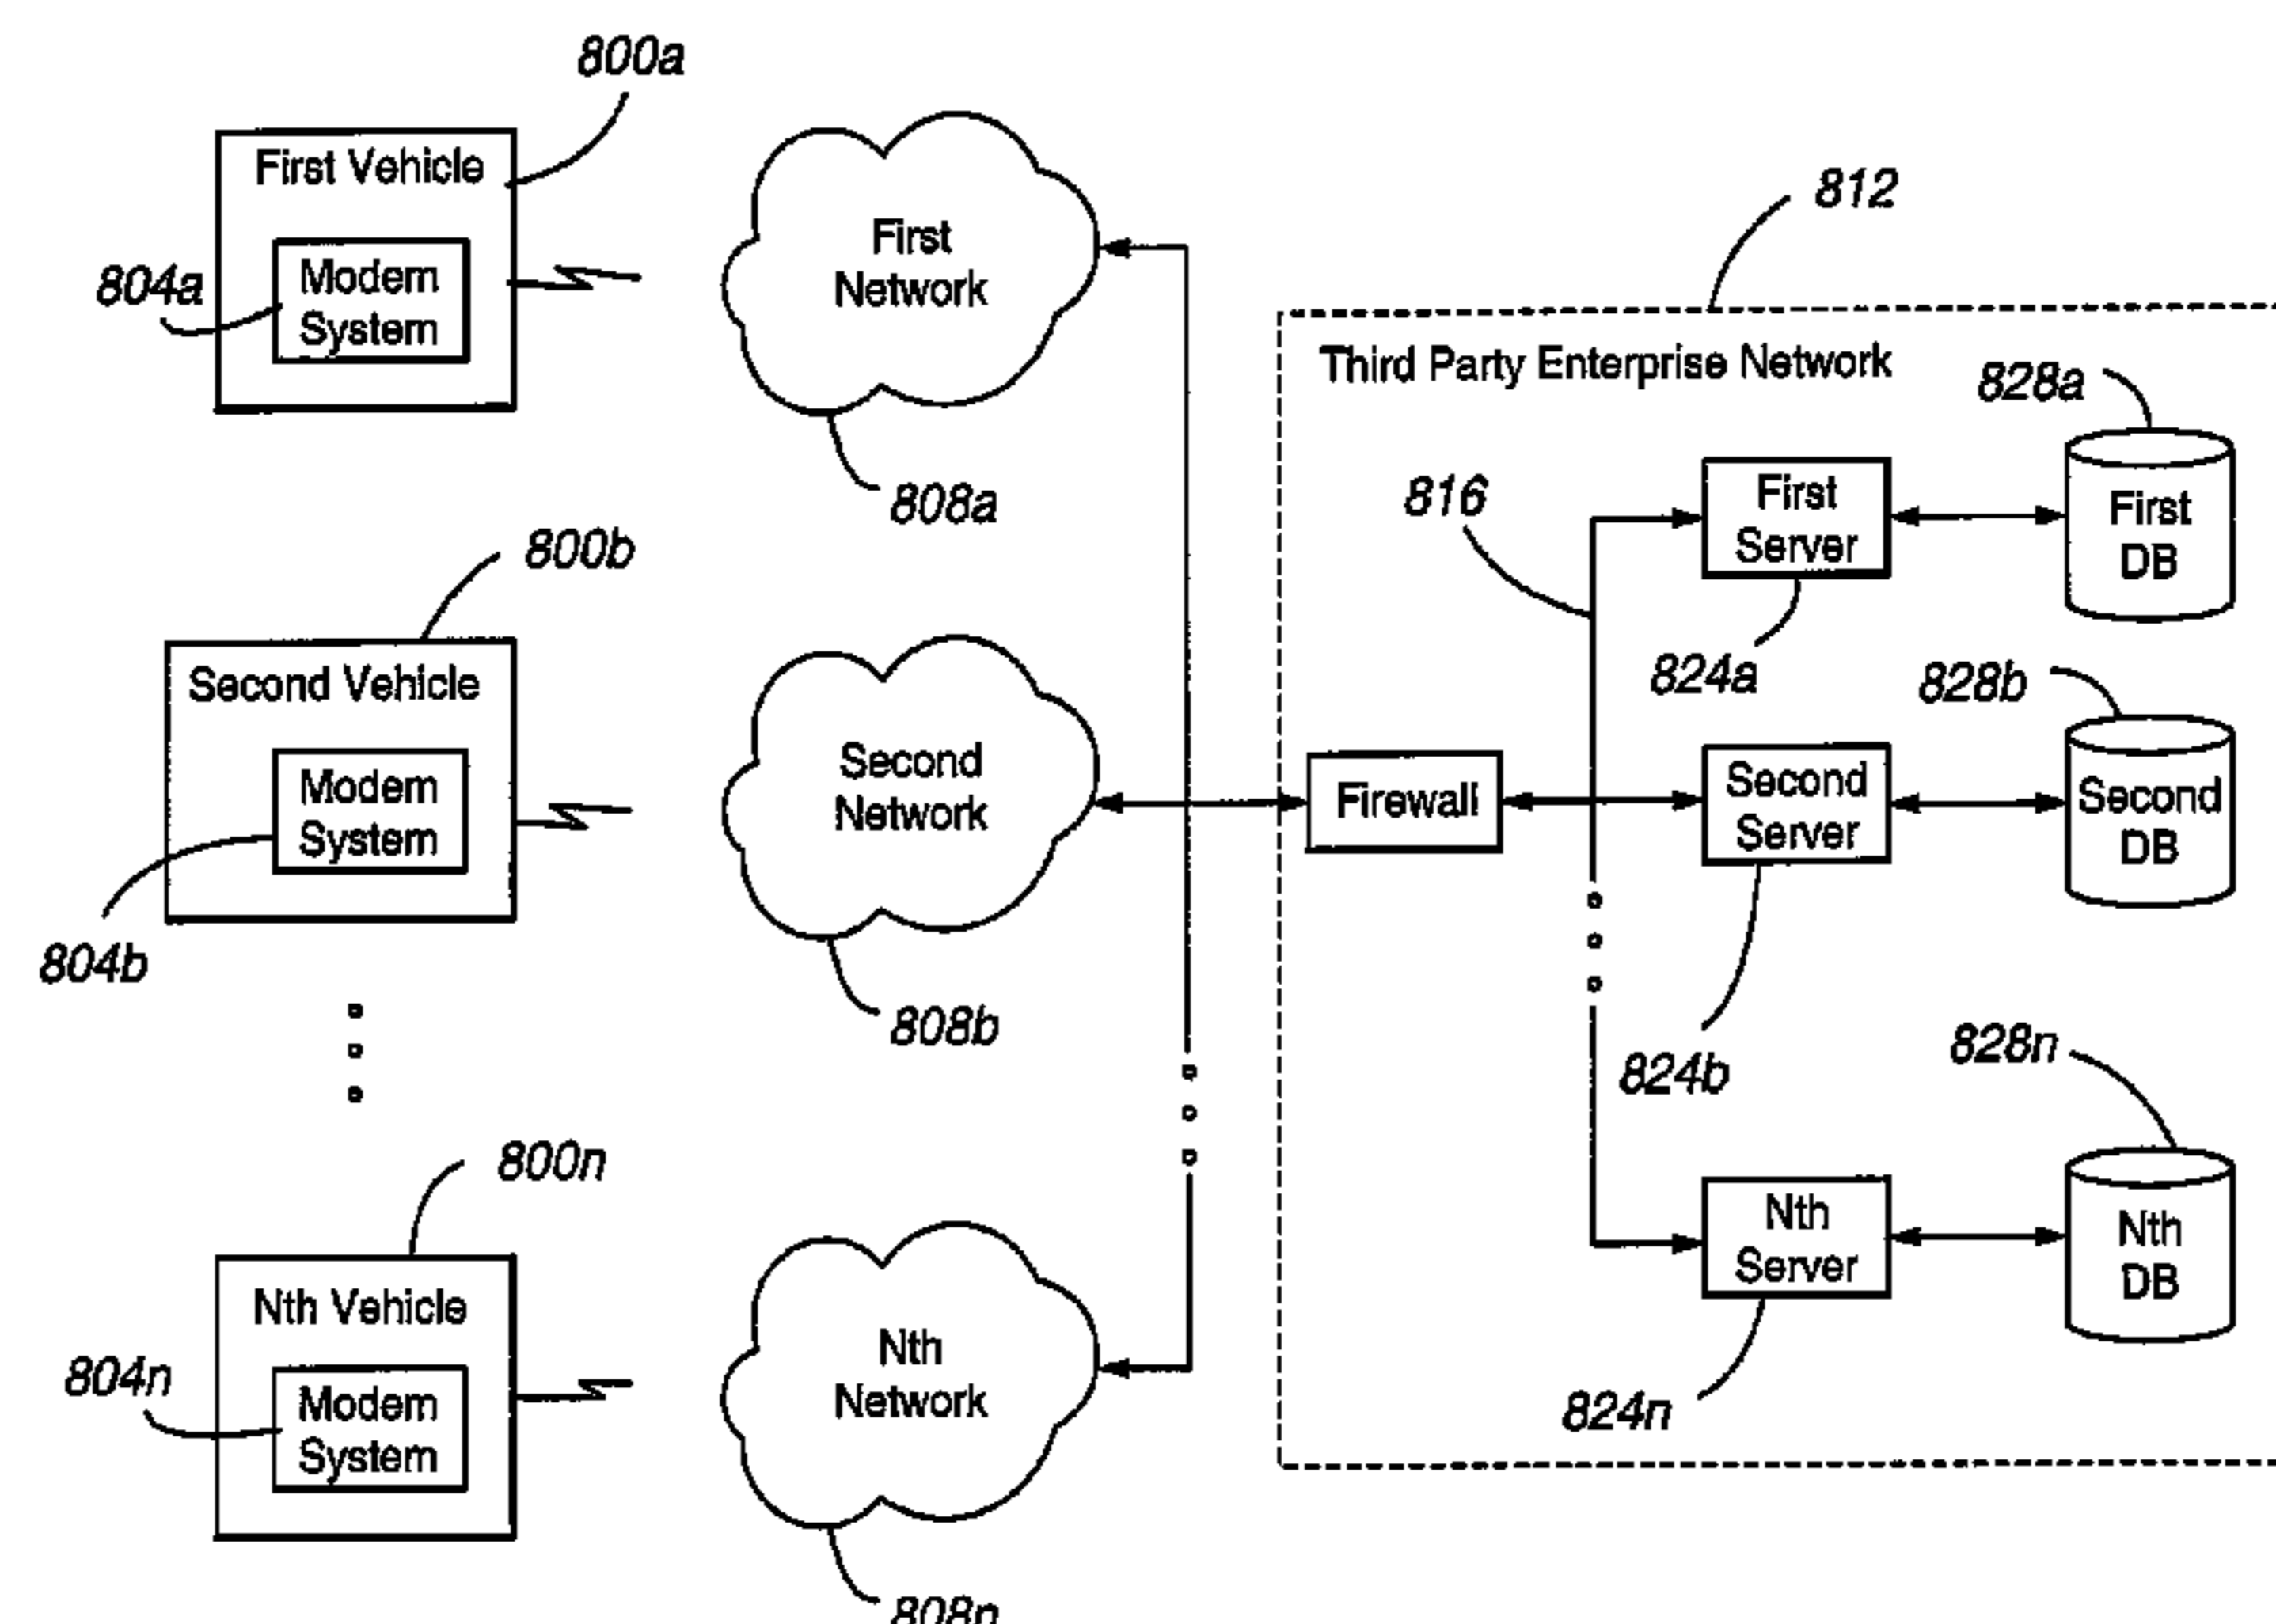 800a
First Vehicle
804a
Modem
System
First
Network
808a
812
Third Party Enterprise Network
828a
816
First
Server
First
DB
824a
800b
Second Vehicle
Modem
System
804b
Second
Network
808b
Firewall
828b
Second
Server
Second
DB
824b
800n
Nth Vehicle
804n
Modem
System
Nth
Network
808n
828n
Nth
Server
Nth
DB
824n